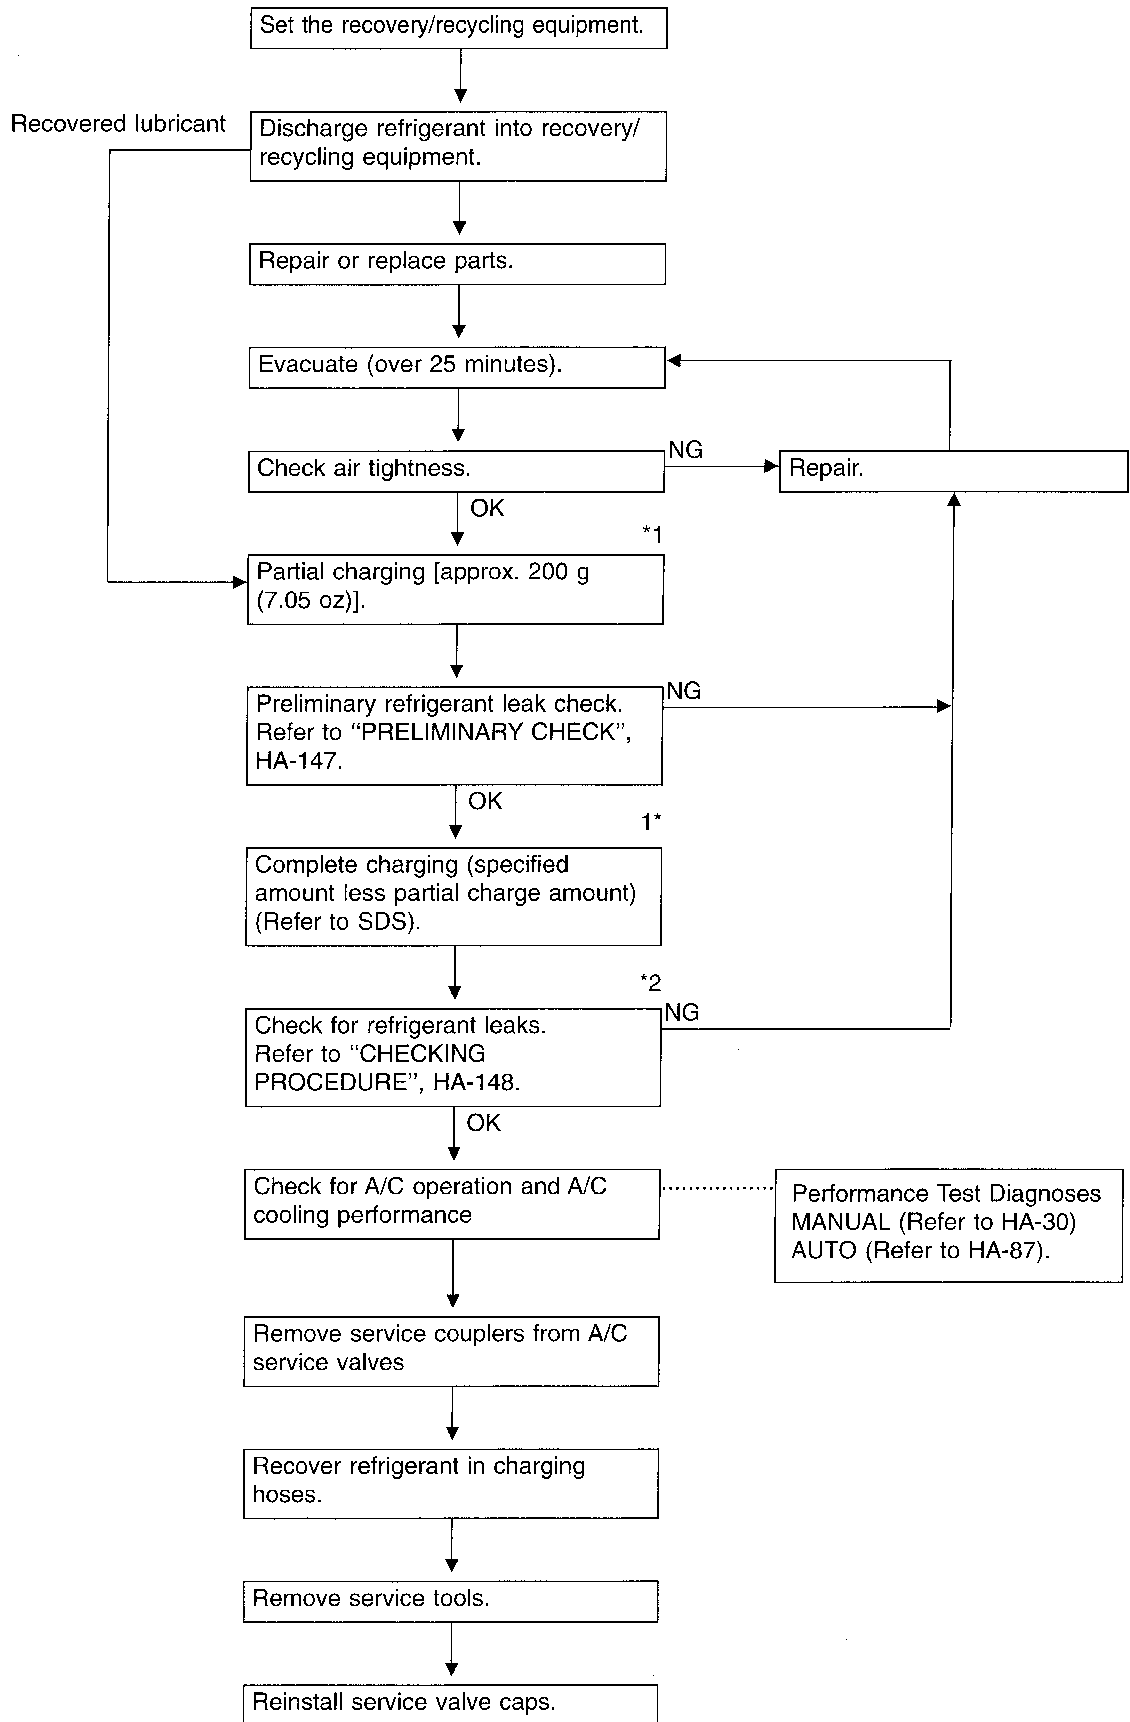 Set the recovery/recycling equipment.
Recovered lubricant
Discharge refrigerant into recovery/
recycling equipment.
Repair or replace parts.
Evacuate (over 25 minutes).
Check air tightness.
NG
Repair.
OK
*1
Partial charging [approx. 200 g
(7.05 oz)].
Preliminary refrigerant leak check.
Refer to “PRELIMINARY CHECK”,
HA-147.
NG
OK
1*
Complete charging (specified
amount less partial charge amount)
(Refer to SDS).
*2
Check for refrigerant leaks.
Refer to “CHECKING
PROCEDURE”, HA-148.
NG
OK
Check for A/C operation and A/C
cooling performance
Performance Test Diagnoses
MANUAL (Refer to HA-30)
AUTO (Refer to HA-87).
Remove service couplers from A/C
service valves
Recover refrigerant in charging
hoses.
Remove service tools.
Reinstall service valve caps.